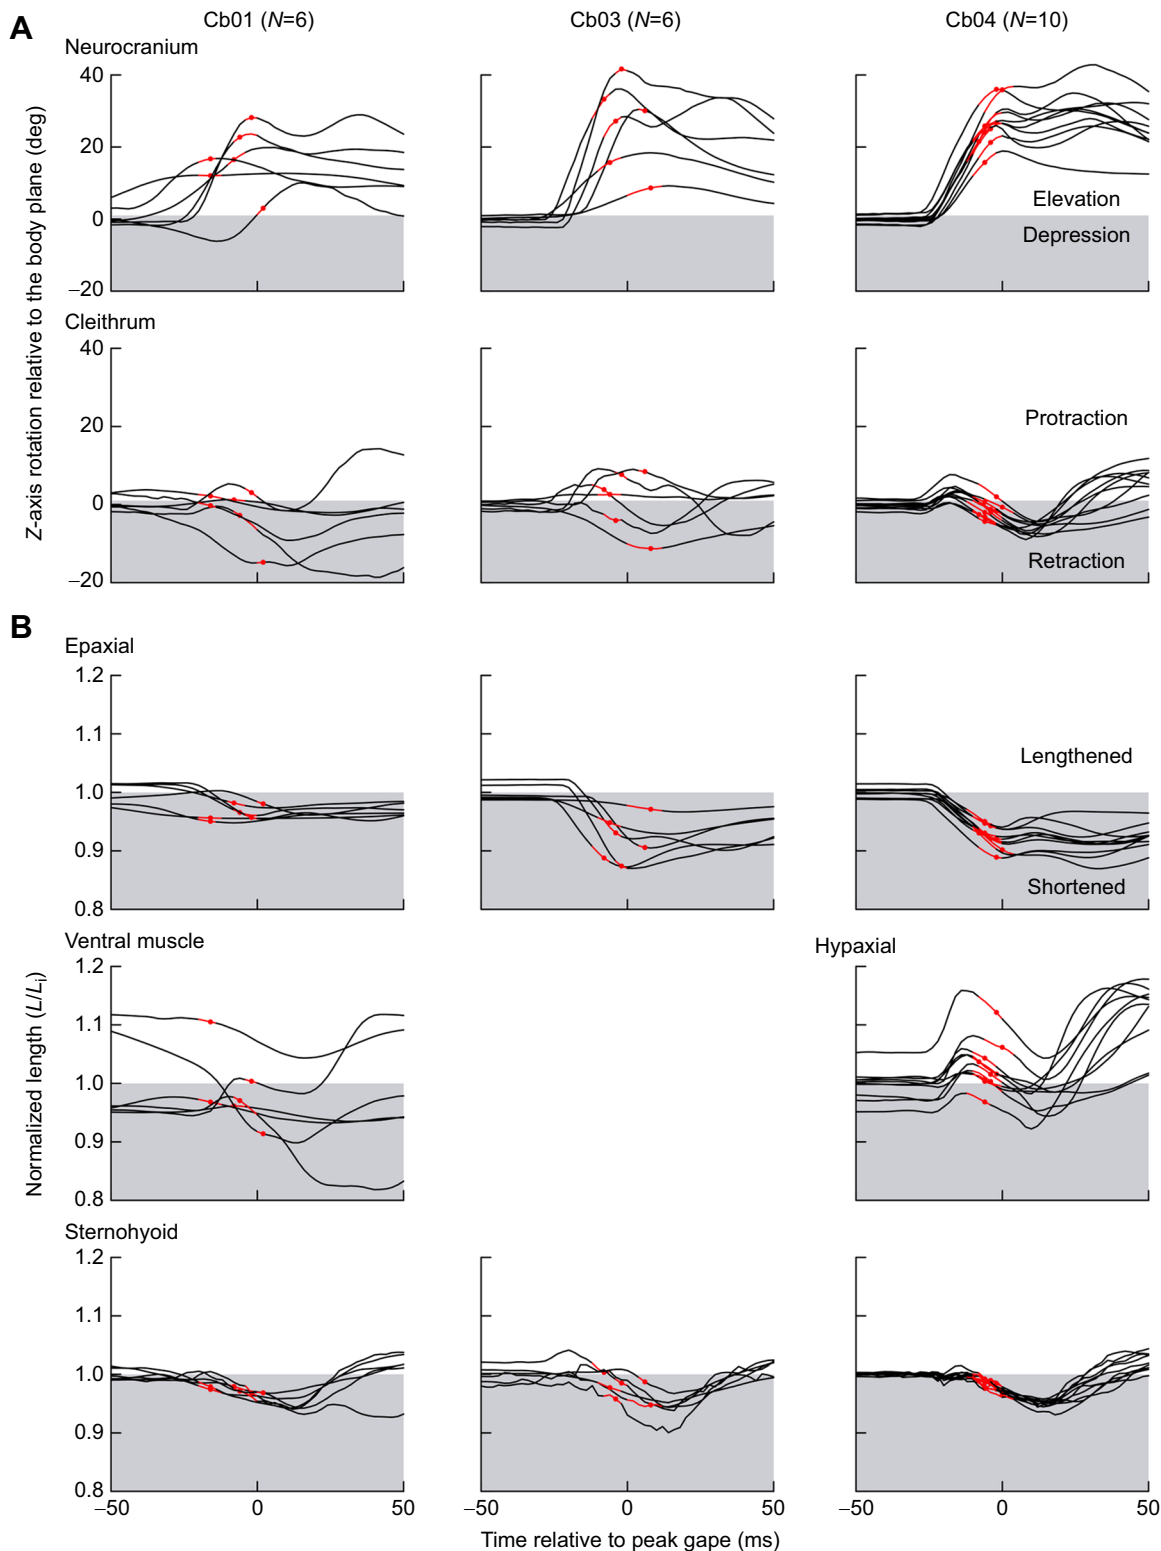 A
Cb01 (N=6)
Cb03 (N=6)
Cb04 (N=10)
Neurocranium
Z-axis rotation relative to the body plane (deg)
40
20
0
–20
Elevation
Depression
Cleithrum
40
20
0
–20
Protraction
Retraction
B
Epaxial
Normalized length (L/Li)
1.2
1.1
1.0
0.9
0.8
Lengthened
Shortened
Ventral muscle
Hypaxial
1.2
1.1
1.0
0.9
0.8
Sternohyoid
1.2
1.1
1.0
0.9
0.8
–50 0 50
–50 0 50
–50 0 50
Time relative to peak gape (ms)